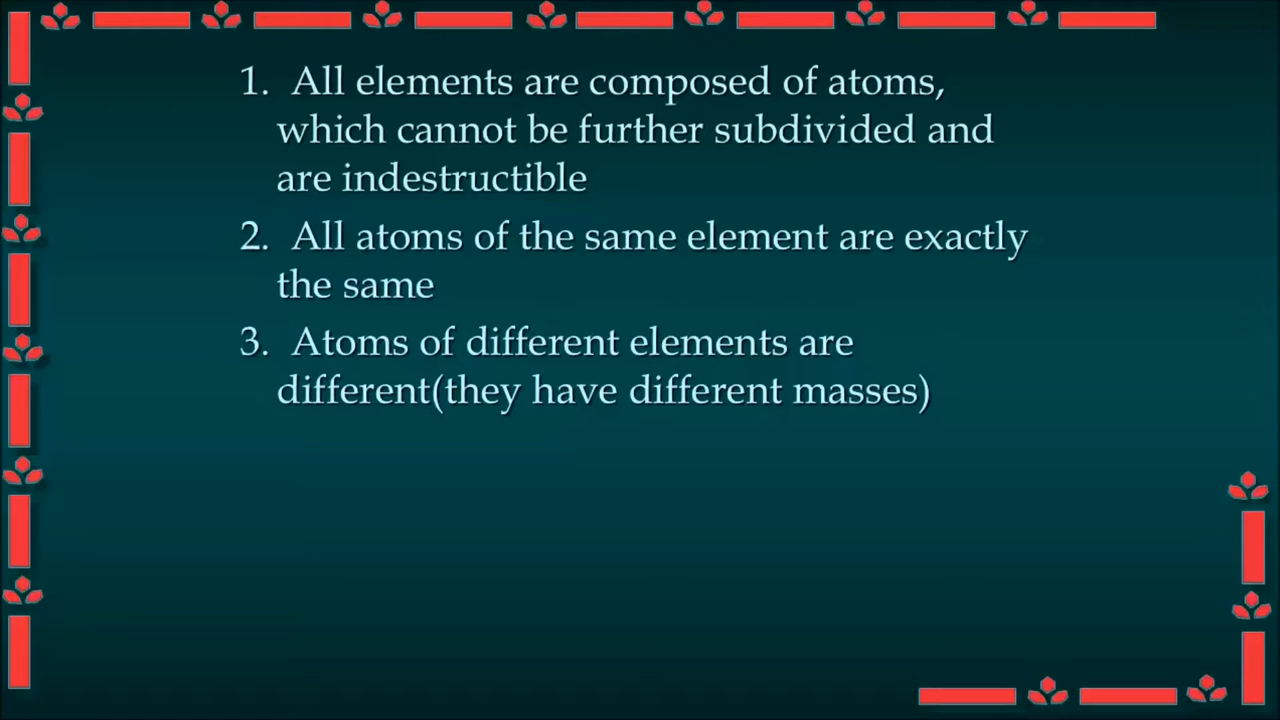 1. All elements are composed of atoms,
which cannot be further subdivided and
are indestructible
2. All atoms of the same element are exactly
the same
3. Atoms of different elements are
different(they have different masses)